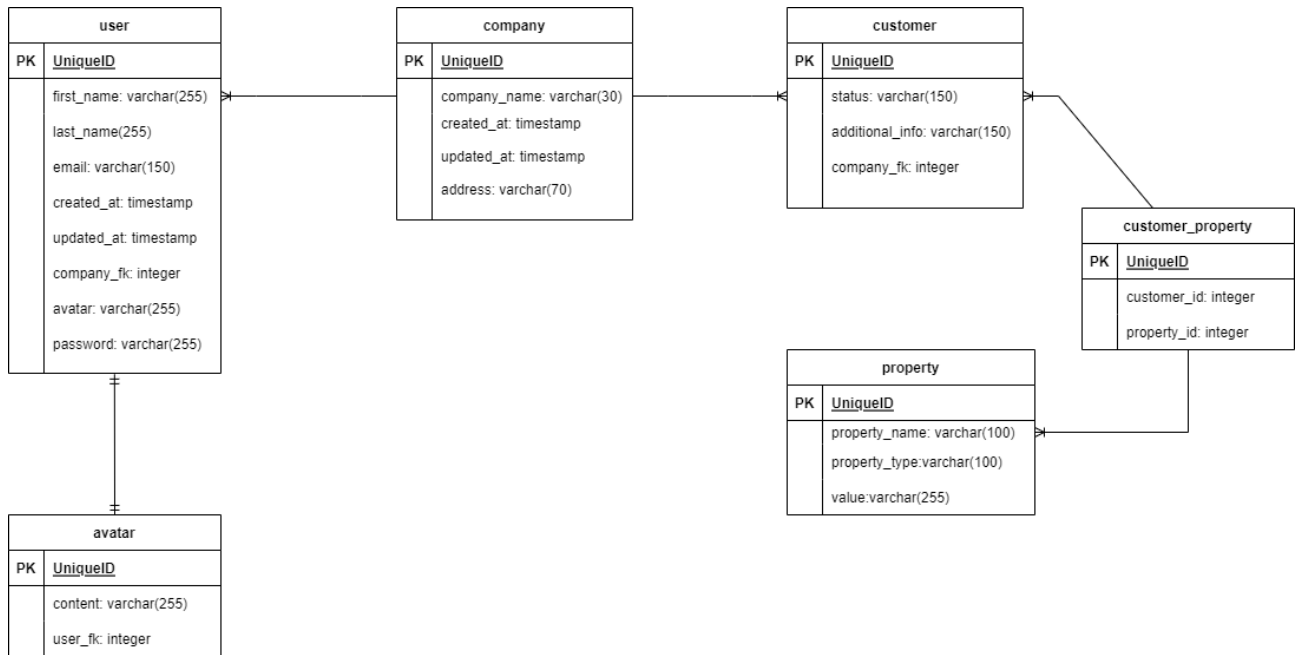 user
PK UniqueID
first_name: varchar(255)
last_name(255)
email: varchar(150)
created_at: timestamp
updated_at: timestamp
company_fk: integer
avatar: varchar(255)
password: varchar(255)
company
PK UniqueID
company_name: varchar(30)
created_at: timestamp
updated_at: timestamp
address: varchar(70)
customer
PK UniqueID
status: varchar(150)
additional_info: varchar(150)
company_fk: integer
customer_property
PK UniqueID
customer_id: integer
property_id: integer
property
PK UniqueID
property_name: varchar(100)
property_type:varchar(100)
value:varchar(255)
avatar
PK UniqueID
content: varchar(255)
user_fk: integer